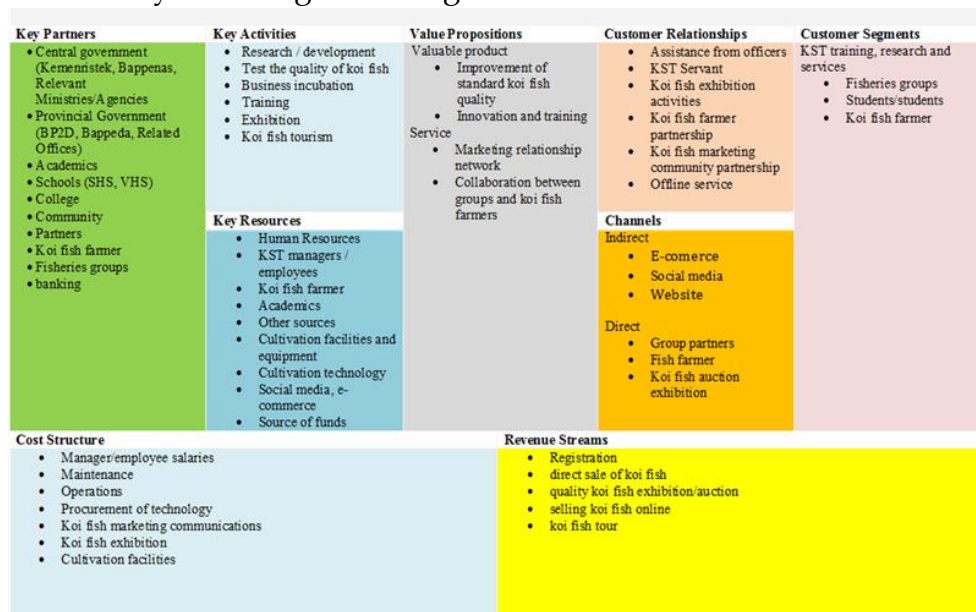 Key Partners
• Central government
(Kemenristek, Bappenas,
Relevant
Ministries/Agencies
• Provincial Government
(BP2D, Bappeda, Related
Offices)
• Academics
• Schools (SHS, VHS)
• College
• Community
• Partners
• Koi fish farmer
• Fisheries groups
• banking
Key Activities
• Research / development
• Test the quality of koi fish
• Business incubation
• Training
• Exhibition
• Koi fish tourism
Key Resources
• Human Resources
• KST managers /
employees
• Koi fish farmer
• Academics
• Other sources
• Cultivation facilities and
equipment
• Cultivation technology
• Social media, e-
commerce
• Source of funds
Value Propositions
Valuable product
• Improvement of
standard koi fish
quality
• Innovation and training
Service
• Marketing relationship
network
• Collaboration between
groups and koi fish
farmers
Customer Relationships
• Assistance from officers
• KST Servant
• Koi fish exhibition
activities
• Koi fish farmer
partnership
• Koi fish marketing
community partnership
• Offline service
Channels
Indirect
• E-comerce
• Social media
• Website
Direct
• Group partners
• Fish farmer
• Koi fish auction
exhibition
Customer Segments
KST training, research and
services
• Fisheries groups
• Students/students
• Koi fish farmer
Cost Structure
• Manager/employee salaries
• Maintenance
• Operations
• Procurement of technology
• Koi fish marketing communications
• Koi fish exhibition
• Cultivation facilities
Revenue Streams
• Registration
• direct sale of koi fish
• quality koi fish exhibition/auction
• selling koi fish online
• koi fish tour